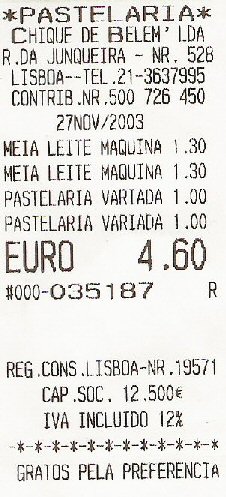 *PASTELARIA*
CHIQUE DE BELEM' LDA
R.DA JUNQUEIRA - NR. 528
LISBOA--TEL.21-3637995
CONTRIB.NR.500 726 450
27NOV/2003
MEIA LEITE MAQUINA 1.30
MEIA LEITE MAQUINA 1.30
PASTELARIA VARIADA 1.00
PASTELARIA VARIADA 1.00
EURO 4.60
#000-035187 R
REG.CONS.LISBOA-NR.19571
CAP.SOC. 12.500€
IVA INCLUIDO 12%
-*-*-*-*-*-*-*-*-*-*-*
GRATOS PELA PREFERENCIA